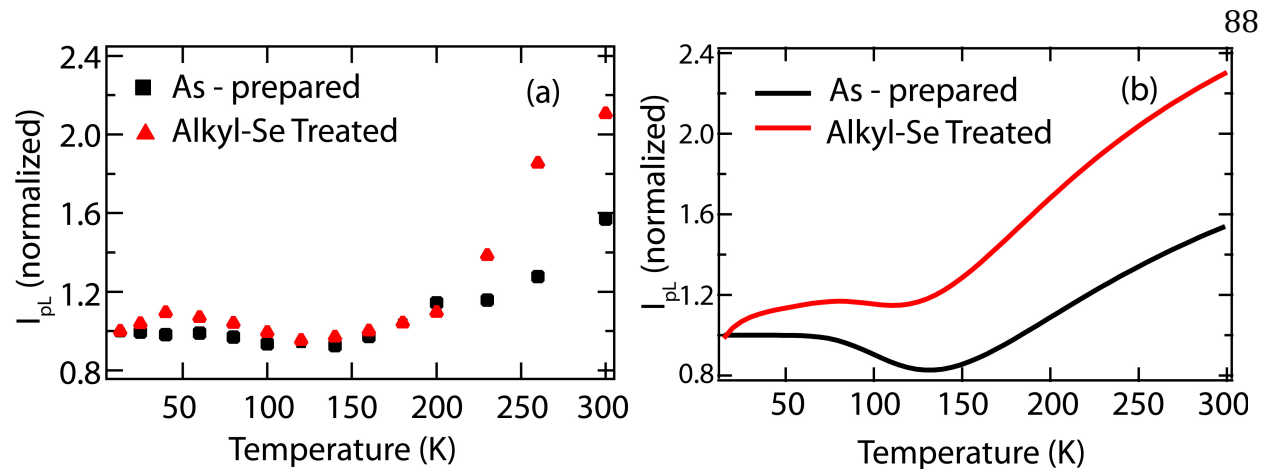 88
2.4
2.0
1.6
1.2
0.8
I_pL (normalized)
As - prepared
Alkyl-Se Treated
(a)
50 100 150 200 250 300
Temperature (K)
2.4
2.0
1.6
1.2
0.8
I_pL (normalized)
As - prepared
Alkyl-Se Treated
(b)
50 100 150 200 250 300
Temperature (K)